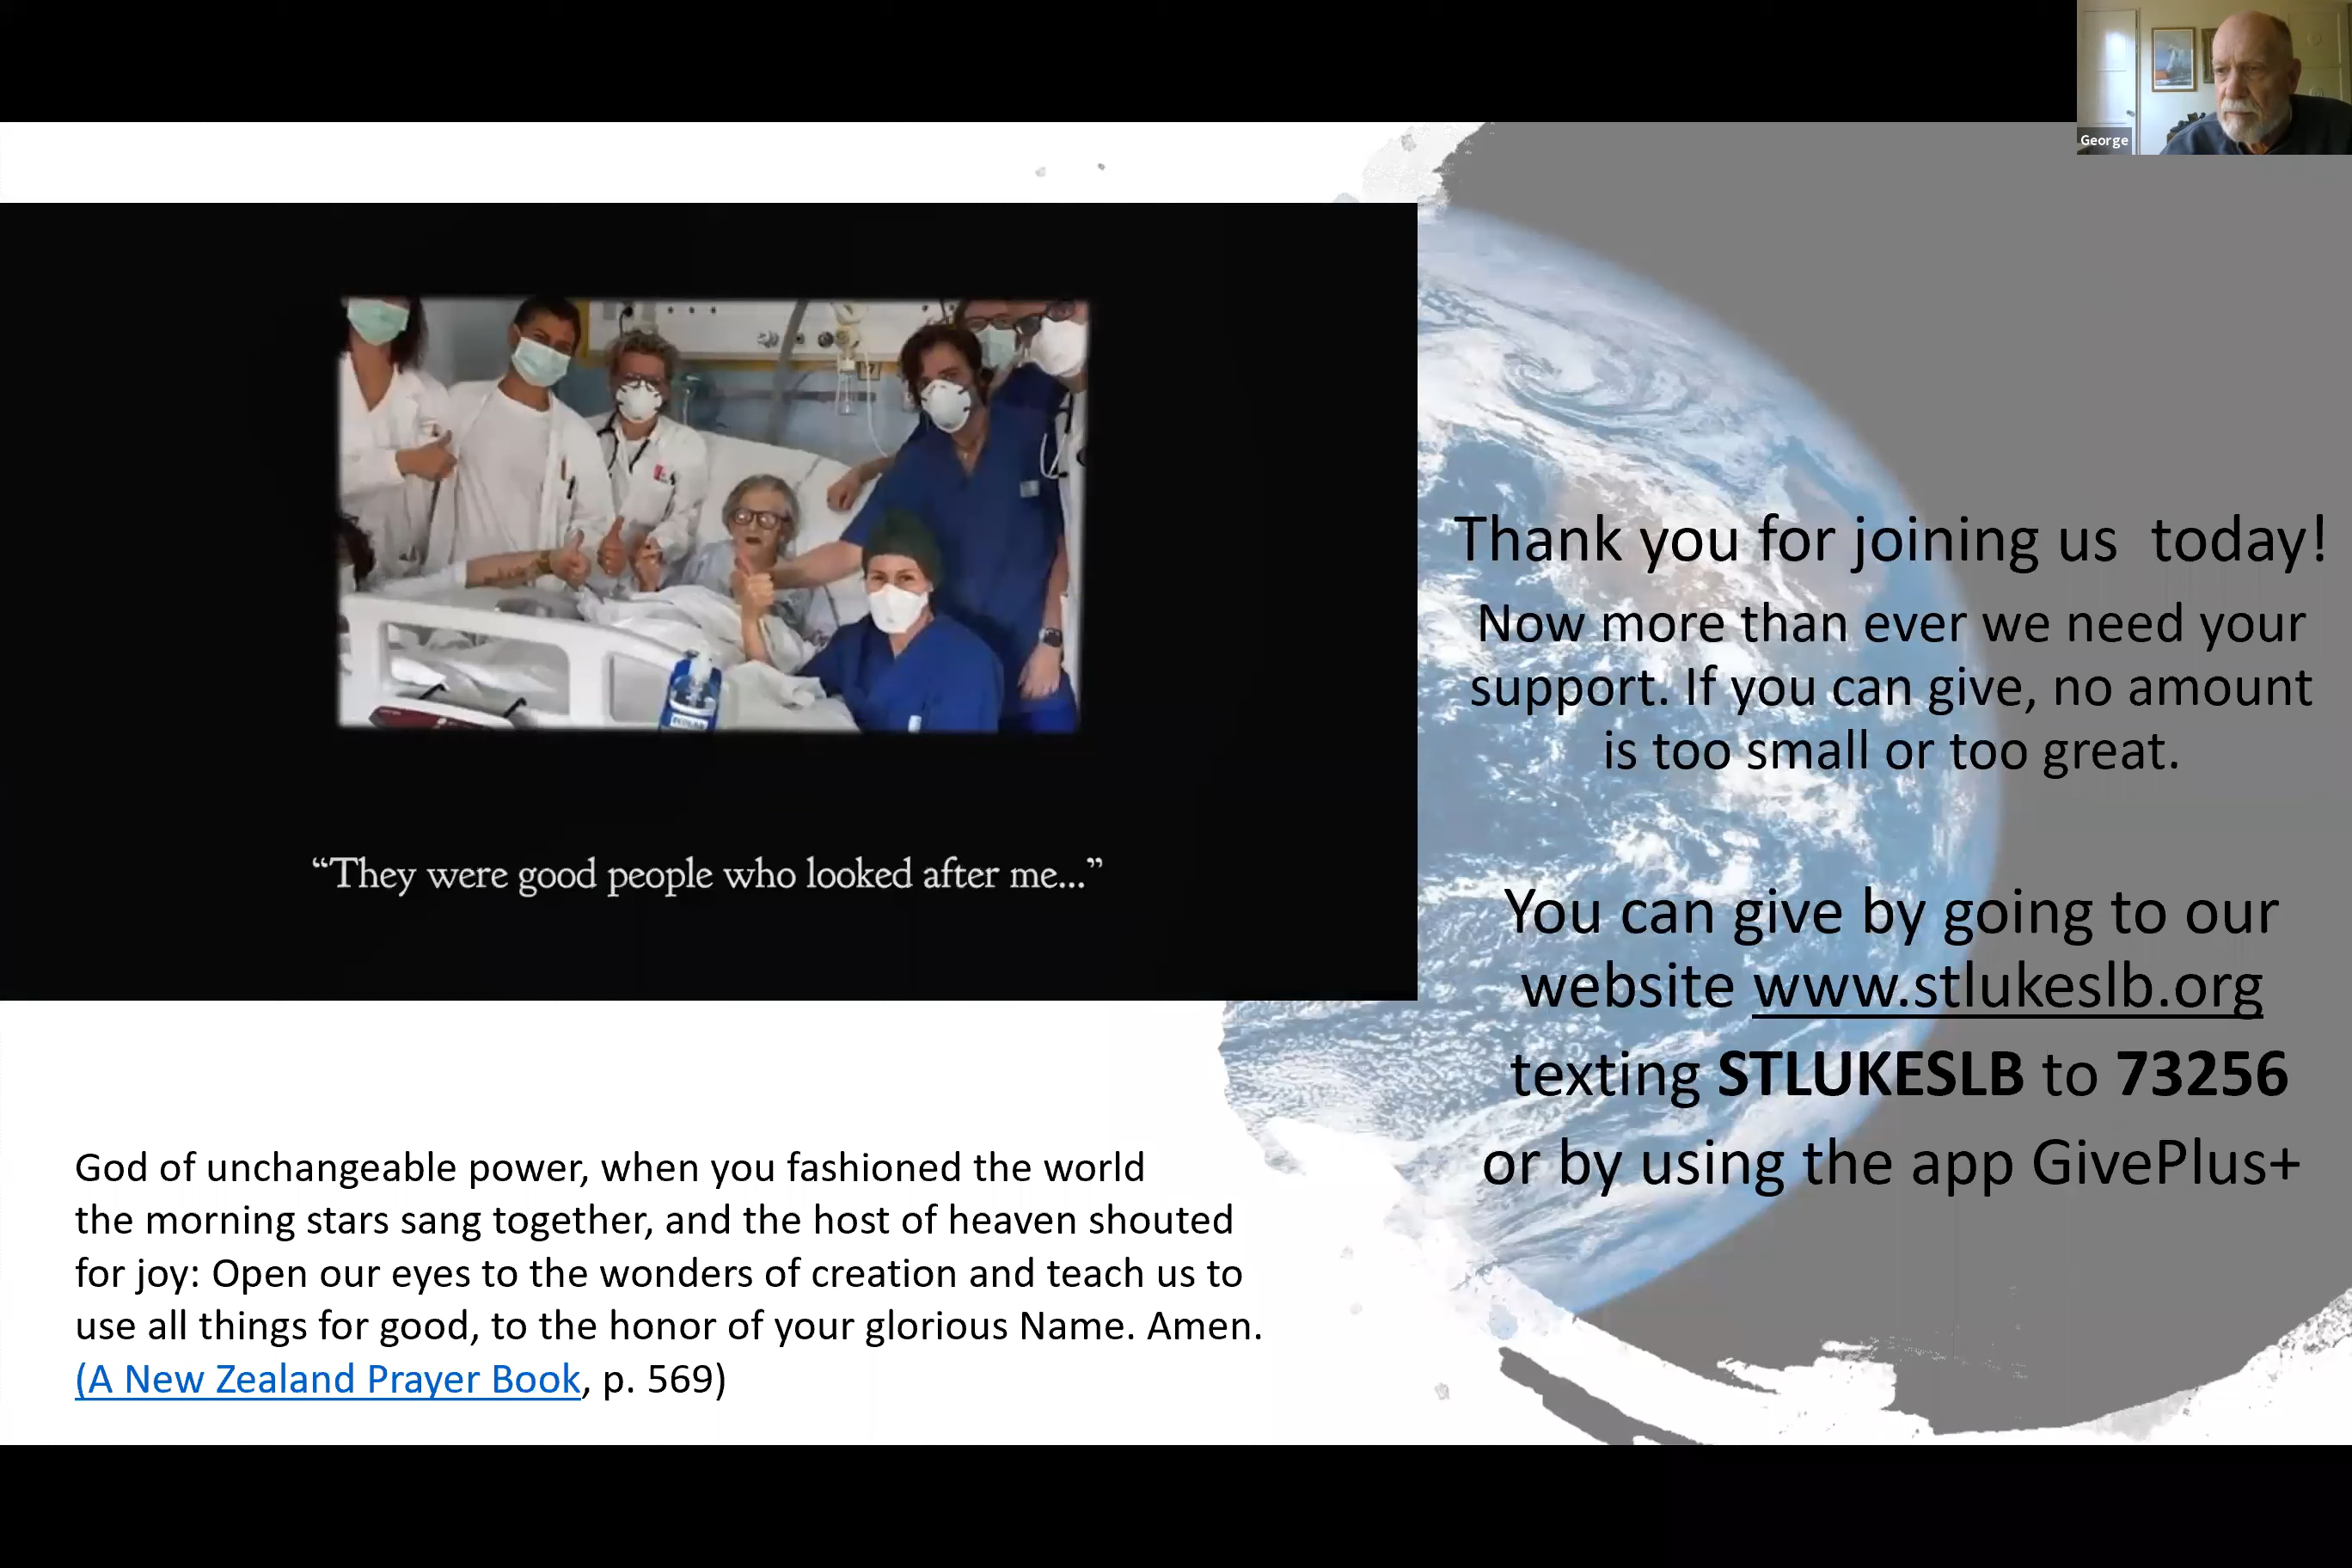 George
“They were good people who looked after me...”
Thank you for joining us today!
Now more than ever we need your
support. If you can give, no amount
is too small or too great.
You can give by going to our
website www.stlukeslb.org
texting STLUKESLB to 73256
or by using the app GivePlus+
God of unchangeable power, when you fashioned the world
the morning stars sang together, and the host of heaven shouted
for joy: Open our eyes to the wonders of creation and teach us to
use all things for good, to the honor of your glorious Name. Amen.
(A New Zealand Prayer Book, p. 569)